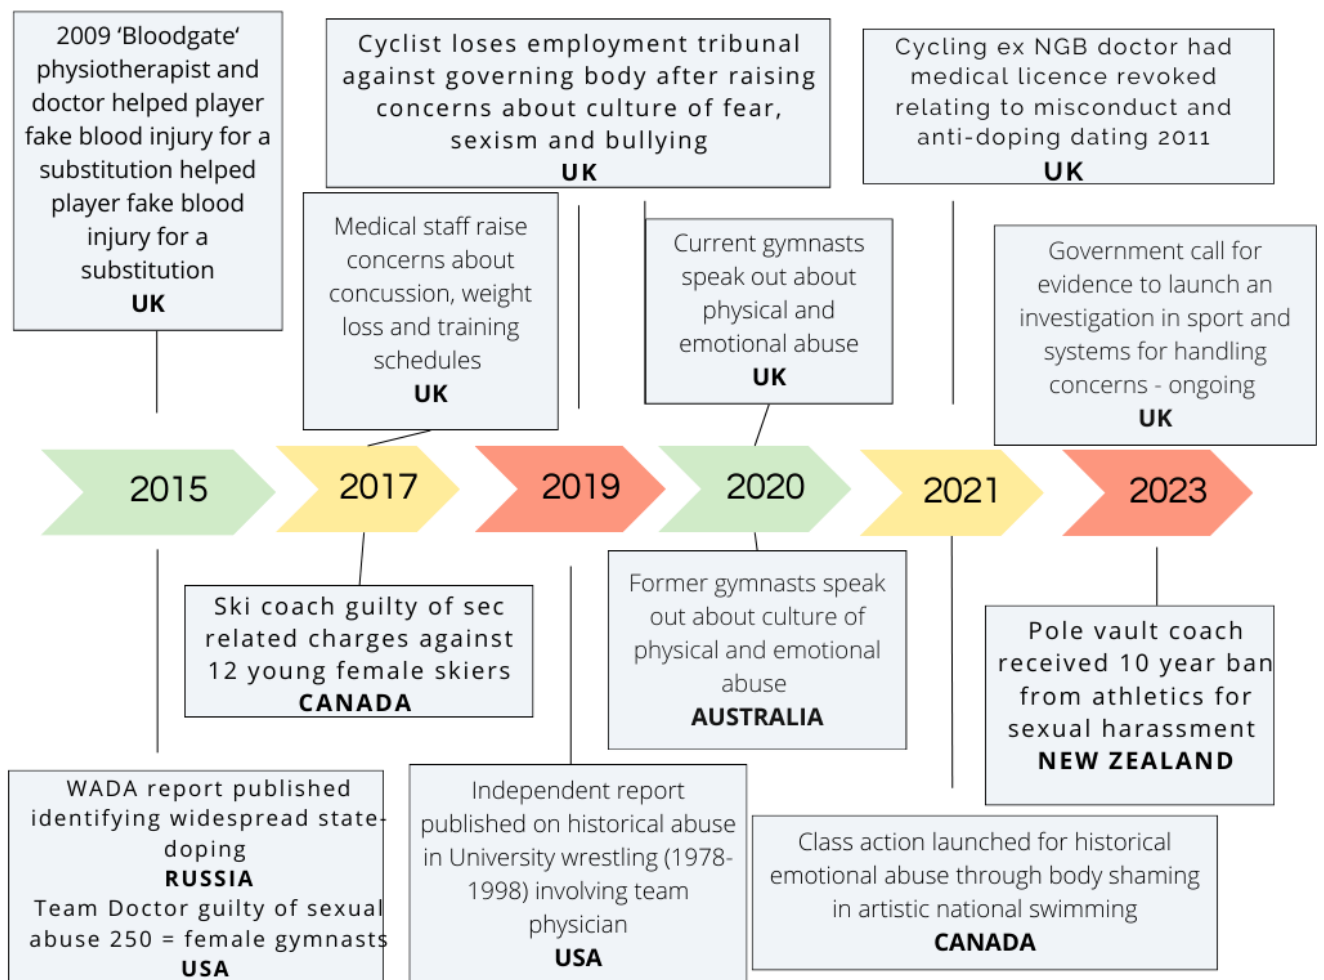 2009 ‘Bloodgate‘
physiotherapist and
doctor helped player
fake blood injury for a
substitution helped
player fake blood
injury for a
substitution
UK
Cyclist loses employment tribunal
against governing body after raising
concerns about culture of fear,
sexism and bullying
UK
Cycling ex NGB doctor had
medical licence revoked
relating to misconduct and
anti-doping dating 2011
UK
Medical staff raise
concerns about
concussion, weight
loss and training
schedules
UK
Current gymnasts
speak out about
physical and
emotional abuse
UK
Government call for
evidence to launch an
investigation in sport and
systems for handling
concerns - ongoing
UK
2015
2017
2019
2020
2021
2023
Ski coach guilty of sec
related charges against
12 young female skiers
CANADA
Former gymnasts speak
out about culture of
physical and emotional
abuse
AUSTRALIA
Pole vault coach
received 10 year ban
from athletics for
sexual harassment
NEW ZEALAND
WADA report published
identifying widespread state-
doping
RUSSIA
Team Doctor guilty of sexual
abuse 250 = female gymnasts
USA
Independent report
published on historical abuse
in University wrestling (1978-
1998) involving team
physician
USA
Class action launched for historical
emotional abuse through body shaming
in artistic national swimming
CANADA